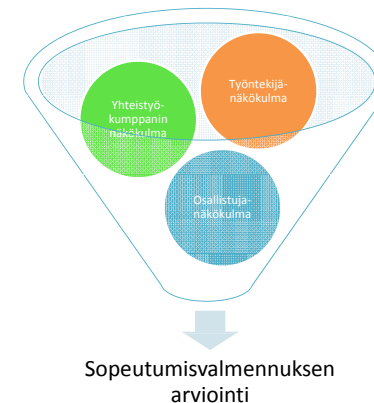 Työntekijä-
näkökulma
Yhteistyö-
kumppanin
näkökulma
Osallistuja-
näkökulma
Sopeutumisvalmennuksen
arviointi